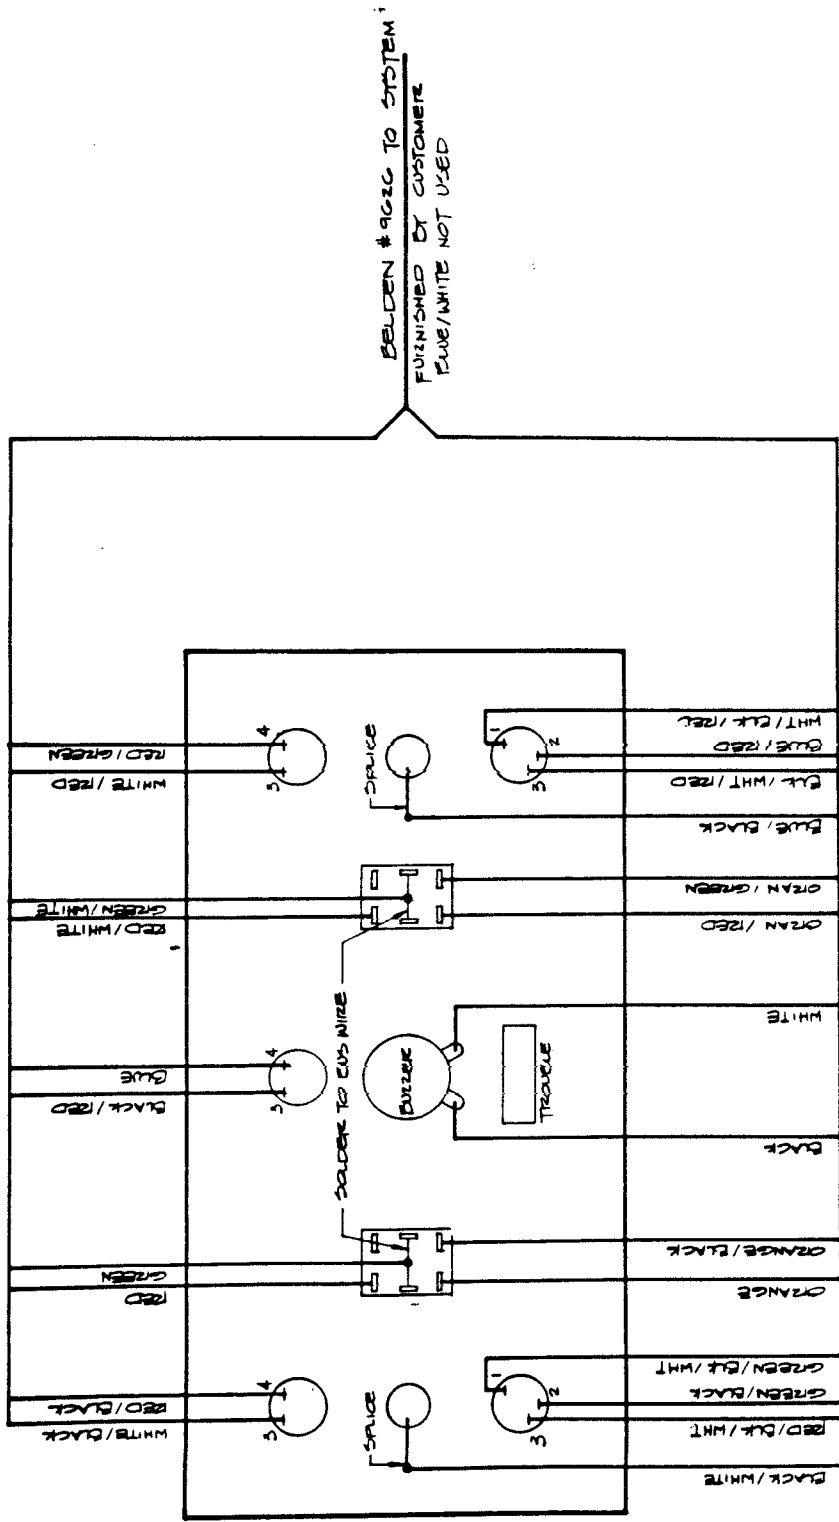 BELDEN #9626 TO SYSTEM
FURNISHED BY CUSTOMER
BLUE/WHITE NOT USED
RED/GREEN
WHITE/RED
GREEN/WHITE
RED/WHITE
BLUE
BLACK/RED
GREEN
RED
RED/BLACK
WHITE/BLACK
4
3
SPLICE
1
2
3
SOLDER TO BUS WIRE
4
3
BUZZER
TROUBLE
4
3
SPLICE
1
2
3
WHT/BLK/RED
BLUE/RED
BLK/WHT/RED
BLUE/BLACK
ORAN/GREEN
ORAN/RED
WHITE
BLACK
ORANGE/BLACK
ORANGE
GREEN/BLK/WHT
GREEN/BLACK
RED/BLK/WHT
BLACK/WHITE